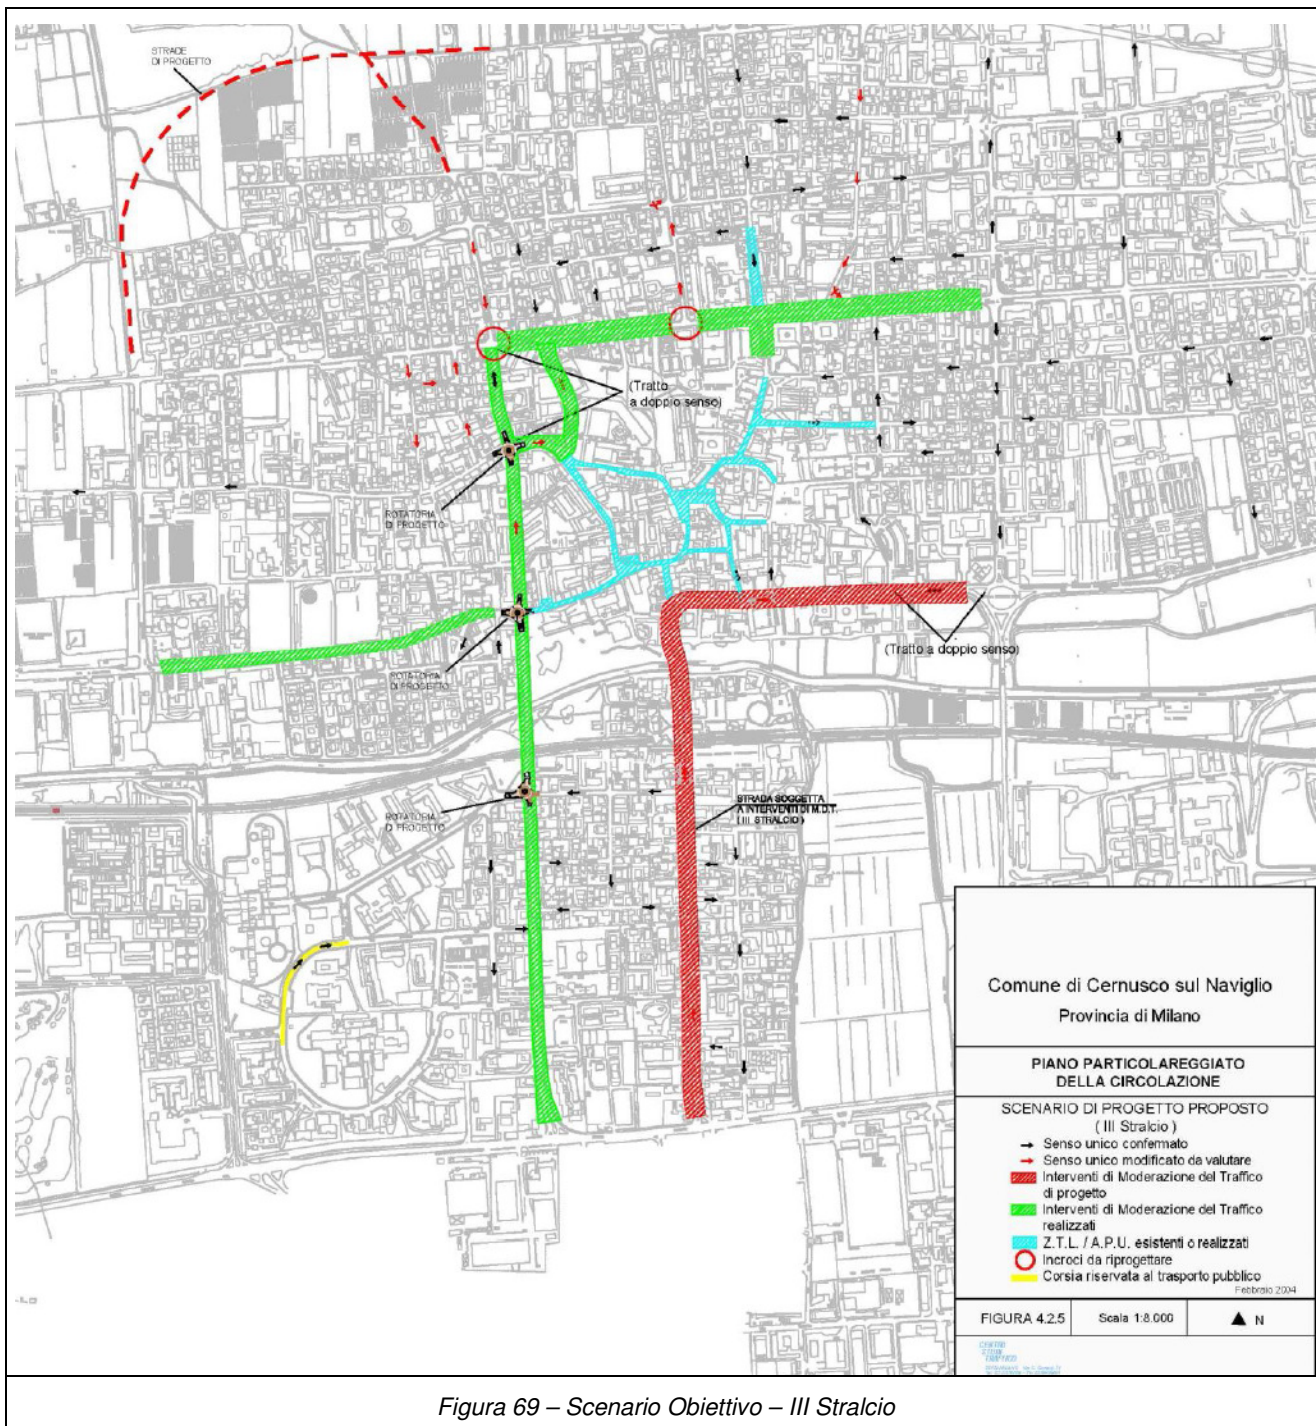 STRADE
DI PROGETTO
(Tratto
a doppio senso)
ROTATORIA
DI PROGETTO
(Tratto a doppio senso)
ROTATORIA
DI PROGETTO
STRADA SOGGETTA
A INTERVENTI DI M.D.T.
( III STRALCIO )
ROTATORIA
DI PROGETTO
Comune di Cernusco sul Naviglio
Provincia di Milano
PIANO PARTICOLAREGGIATO
DELLA CIRCOLAZIONE
SCENARIO DI PROGETTO PROPOSTO
( III Stralcio )
Senso unico confermato
Senso unico modificato da valutare
Interventi di Moderazione del Traffico
di progetto
Interventi di Moderazione del Traffico
realizzati
Z.T.L. / A.P.U. esistenti o realizzati
Incroci da riprogettare
Corsia riservata al trasporto pubblico
Febbraio 2004
FIGURA 4.2.5
Scala 1:8.000
N
CENTRO
STUDI
TRAFFICO
Figura 69 – Scenario Obiettivo – III Stralcio